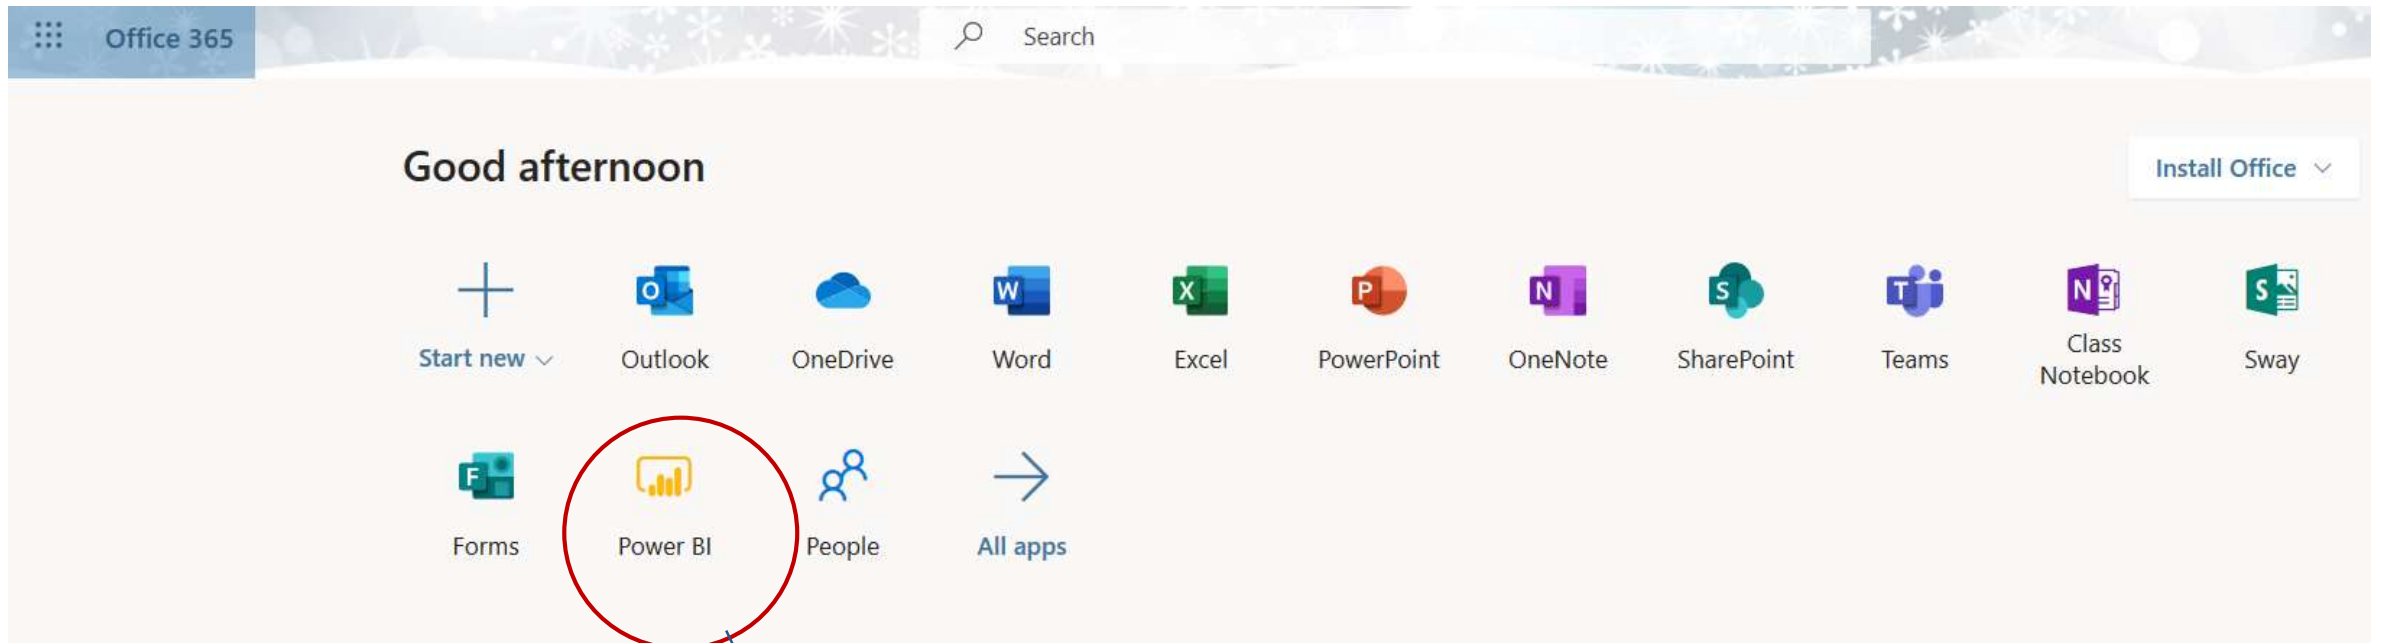 Office 365
Search
Good afternoon
Install Office
Start new
Outlook
OneDrive
Word
Excel
PowerPoint
OneNote
SharePoint
Teams
Class
Notebook
Sway
Forms
Power BI
People
All apps